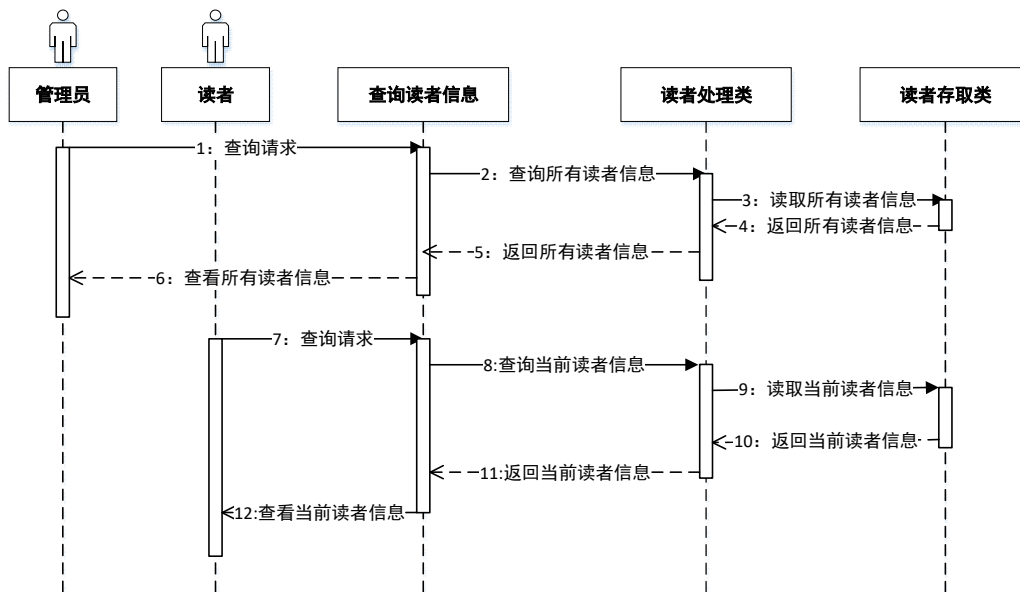 管理员
读者
查询读者信息
读者处理类
读者存取类
1：查询请求
2：查询所有读者信息
3：读取所有读者信息
4：返回所有读者信息
5：返回所有读者信息
6：查看所有读者信息
7：查询请求
8:查询当前读者信息
9：读取当前读者信息
10：返回当前读者信息
11:返回当前读者信息
12:查看当前读者信息